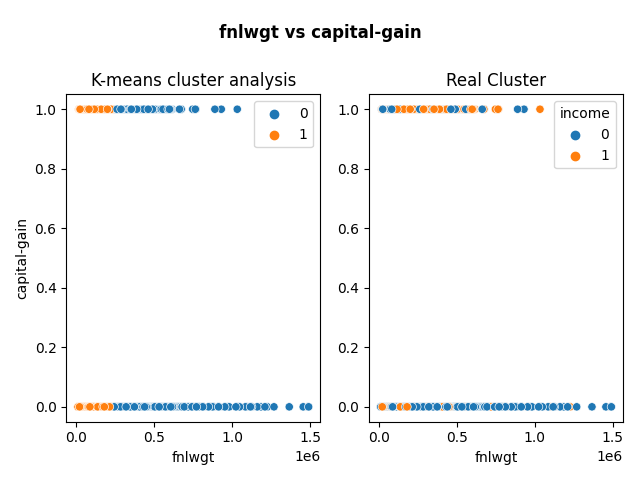 fnlwgt vs capital-gain
K-means cluster analysis
0
1
1.0
0.8
0.6
0.4
0.2
0.0
capital-gain
0.0 0.5 1.0 1.5
1e6
fnlwgt
Real Cluster
income
0
1
1.0
0.8
0.6
0.4
0.2
0.0
0.0 0.5 1.0 1.5
1e6
fnlwgt